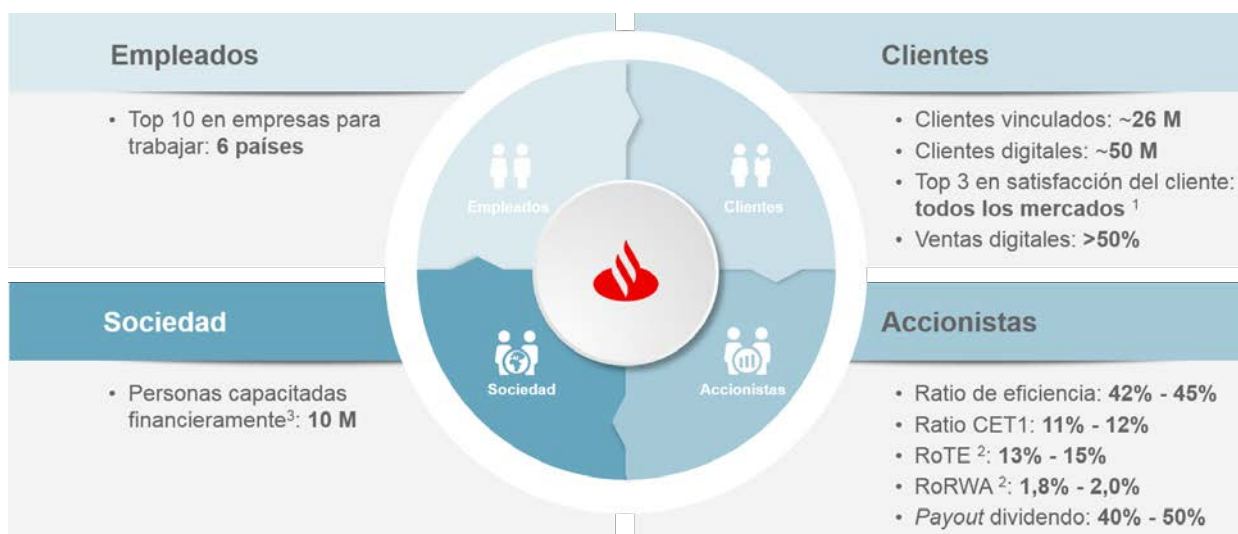 Empleados
• Top 10 en empresas para
trabajar: 6 países
Clientes
• Clientes vinculados: ~26 M
• Clientes digitales: ~50 M
• Top 3 en satisfacción del cliente:
todos los mercados ¹
• Ventas digitales: >50%
Empleados
Clientes
Sociedad
Accionistas
Sociedad
• Personas capacitadas
financieramente³: 10 M
Accionistas
• Ratio de eficiencia: 42% - 45%
• Ratio CET1: 11% - 12%
• RoTE ²: 13% - 15%
• RoRWA ²: 1,8% - 2,0%
• Payout dividendo: 40% - 50%